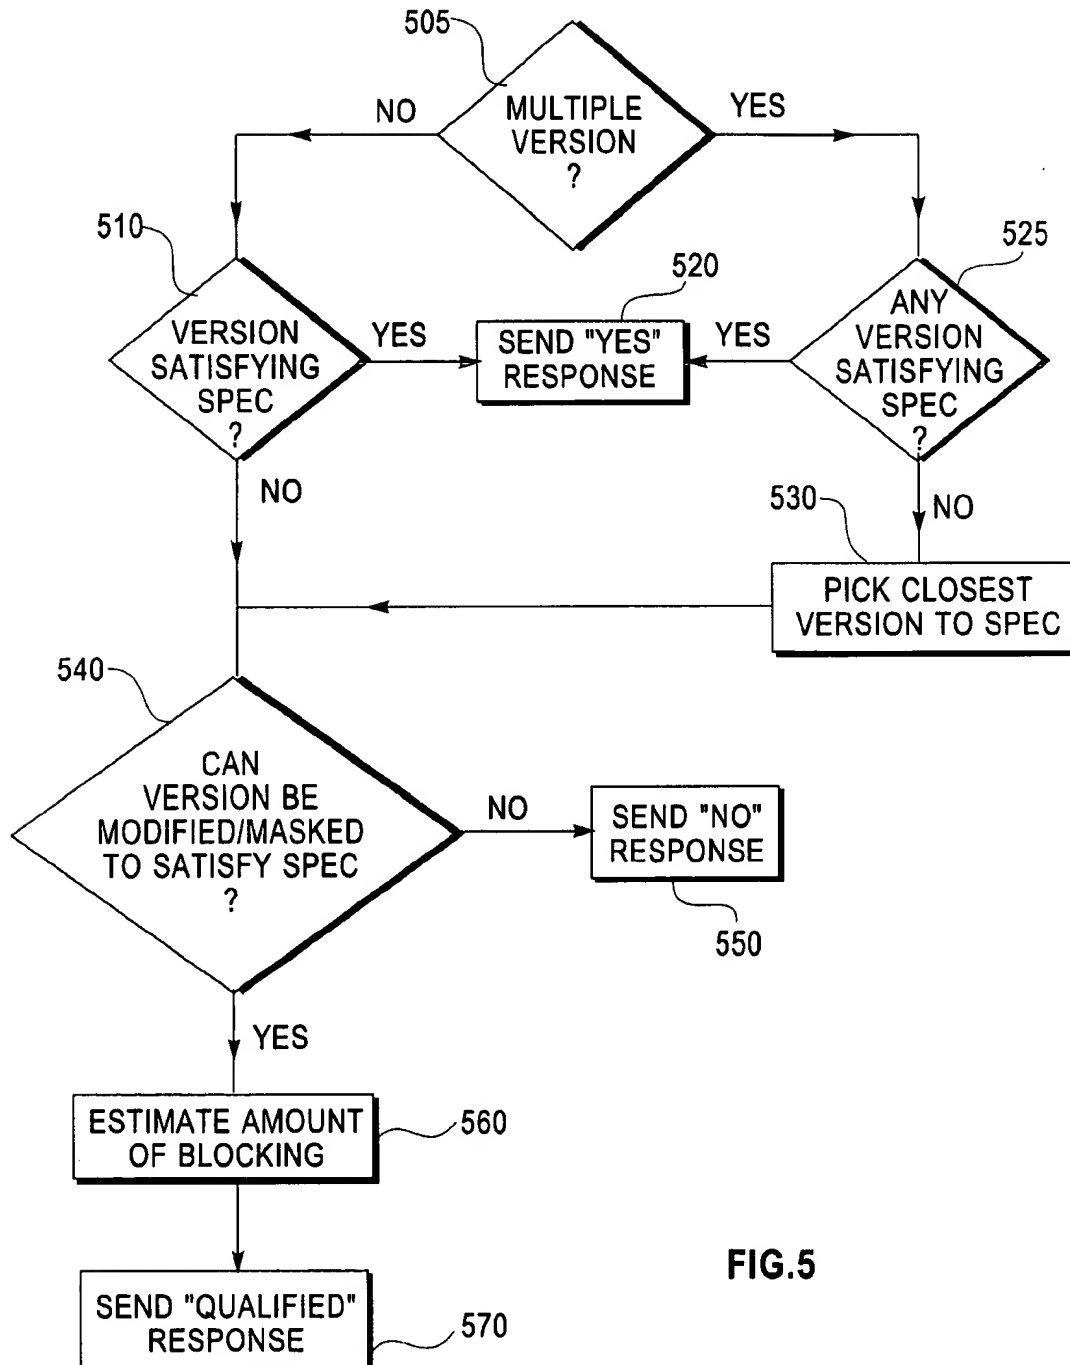 505
MULTIPLE
VERSION
?
NO
YES
510
VERSION
SATISFYING
SPEC
?
YES
520
SEND "YES"
RESPONSE
YES
525
ANY
VERSION
SATISFYING
SPEC
?
NO
NO
530
PICK CLOSEST
VERSION TO SPEC
540
CAN
VERSION BE
MODIFIED/MASKED
TO SATISFY SPEC
?
NO
SEND "NO"
RESPONSE
550
YES
ESTIMATE AMOUNT
OF BLOCKING
560
SEND "QUALIFIED"
RESPONSE
570
FIG.5